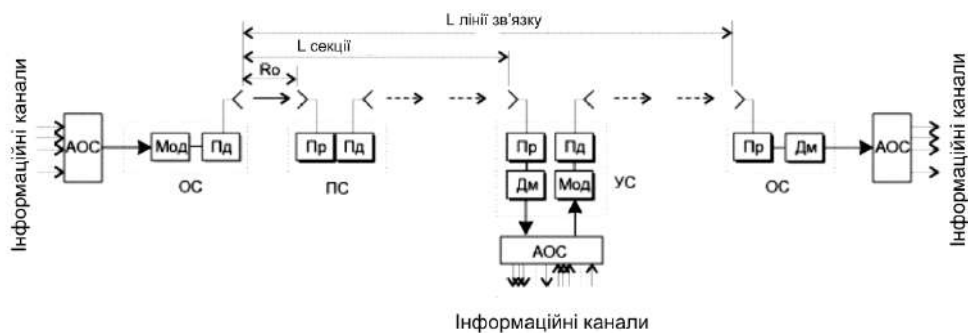 L лінії зв'язку
L секції
Ro
Інформаційні канали
АОС
Мод
Пд
ОС
Пр
Пд
ПС
Пр
Пд
Дм
Мод
УС
АОС
Інформаційні канали
Пр
Дм
ОС
АОС
Інформаційні канали